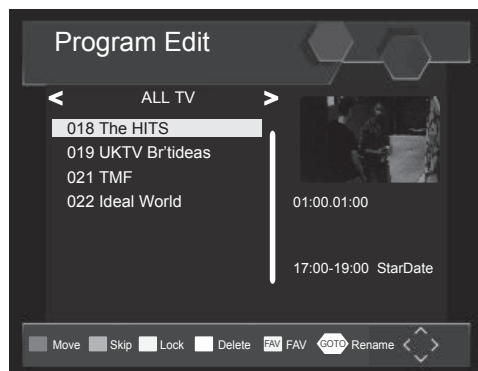 Program Edit
< ALL TV >
018 The HITS
019 UKTV Br'tideas
021 TMF
022 Ideal World
01:00.01:00
17:00-19:00 StarDate
Move Skip Lock Delete FAV FAV GOTO Rename